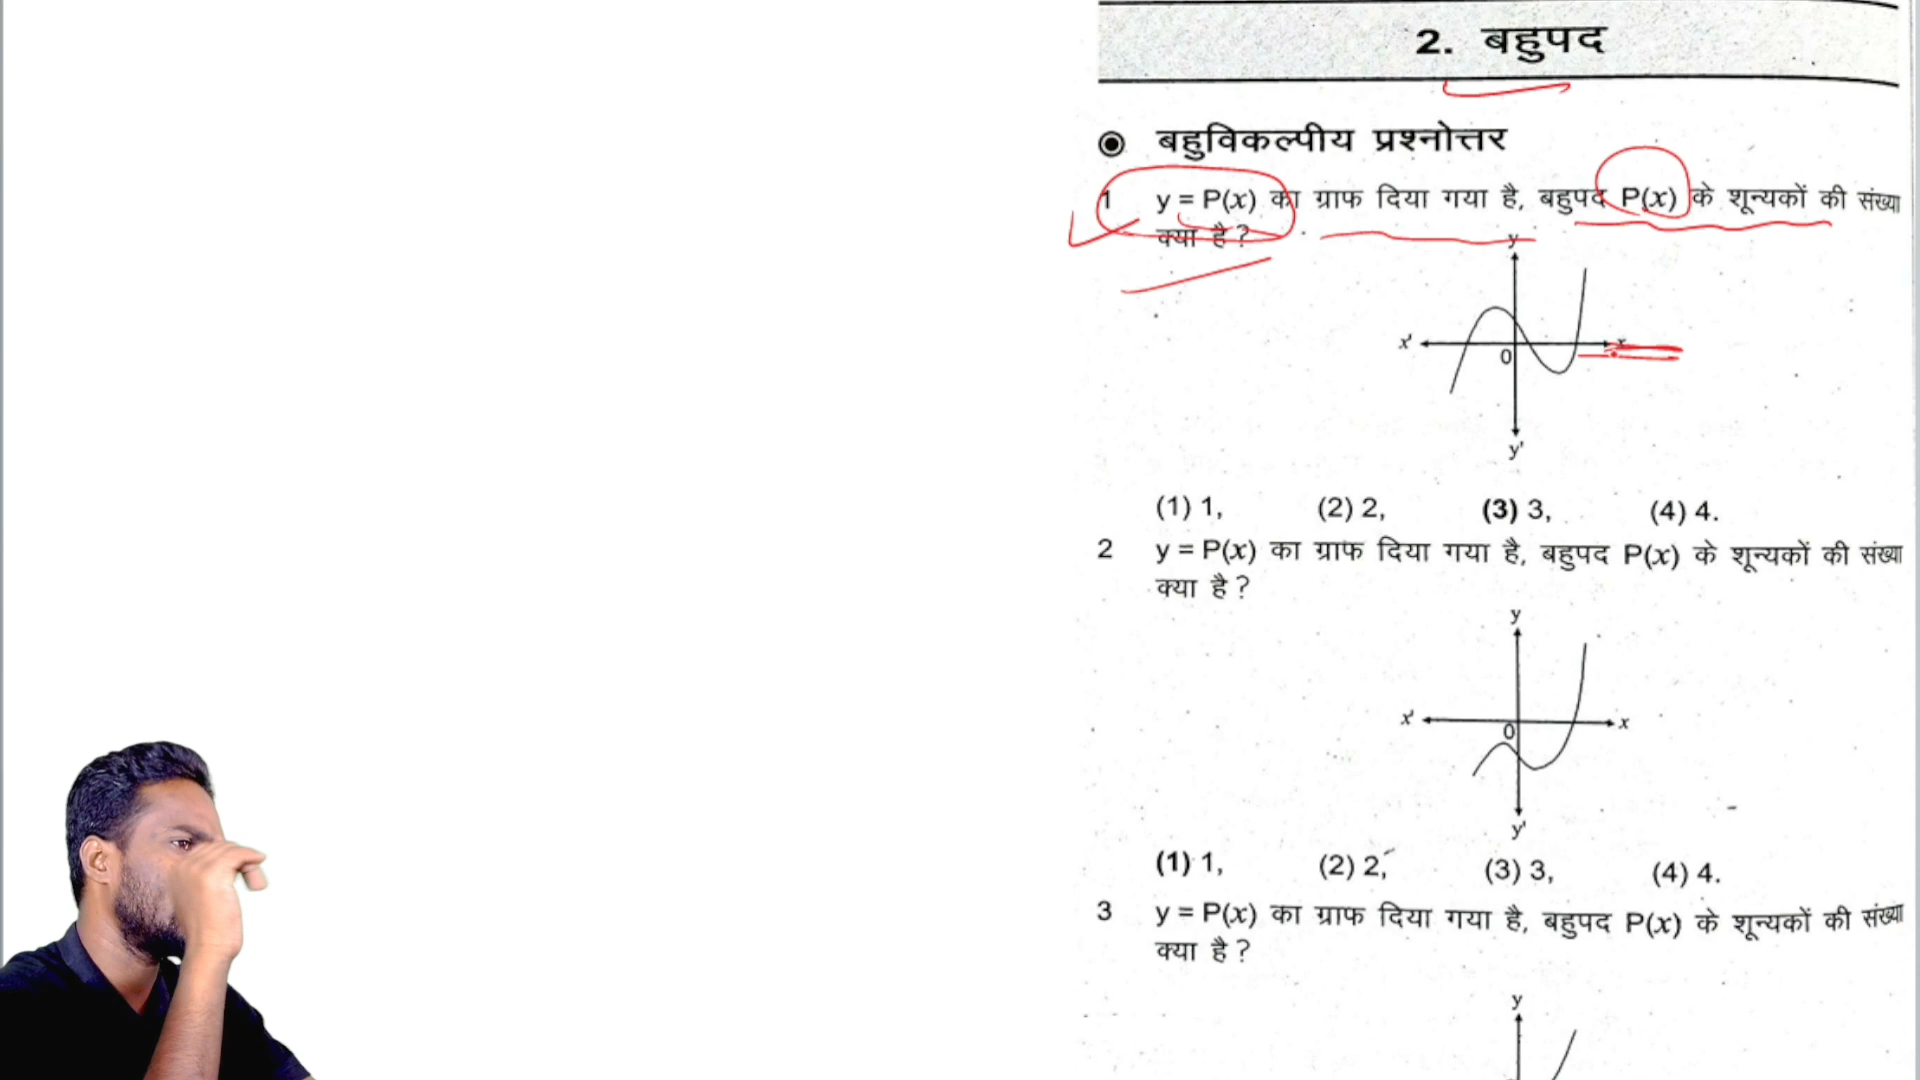 2. बहुपद
बहुविकल्पीय प्रश्नोत्तर
1 y = P(x) का ग्राफ दिया गया है, बहुपद P(x) के शून्यकों की संख्या
क्या है ?
y
x' 0 x
y'
(1) 1, (2) 2, (3) 3, (4) 4.
2 y = P(x) का ग्राफ दिया गया है, बहुपद P(x) के शून्यकों की संख्या
क्या है ?
y
x' 0 x
y'
(1) 1, (2) 2, (3) 3, (4) 4.
3 y = P(x) का ग्राफ दिया गया है, बहुपद P(x) के शून्यकों की संख्या
क्या है ?
y